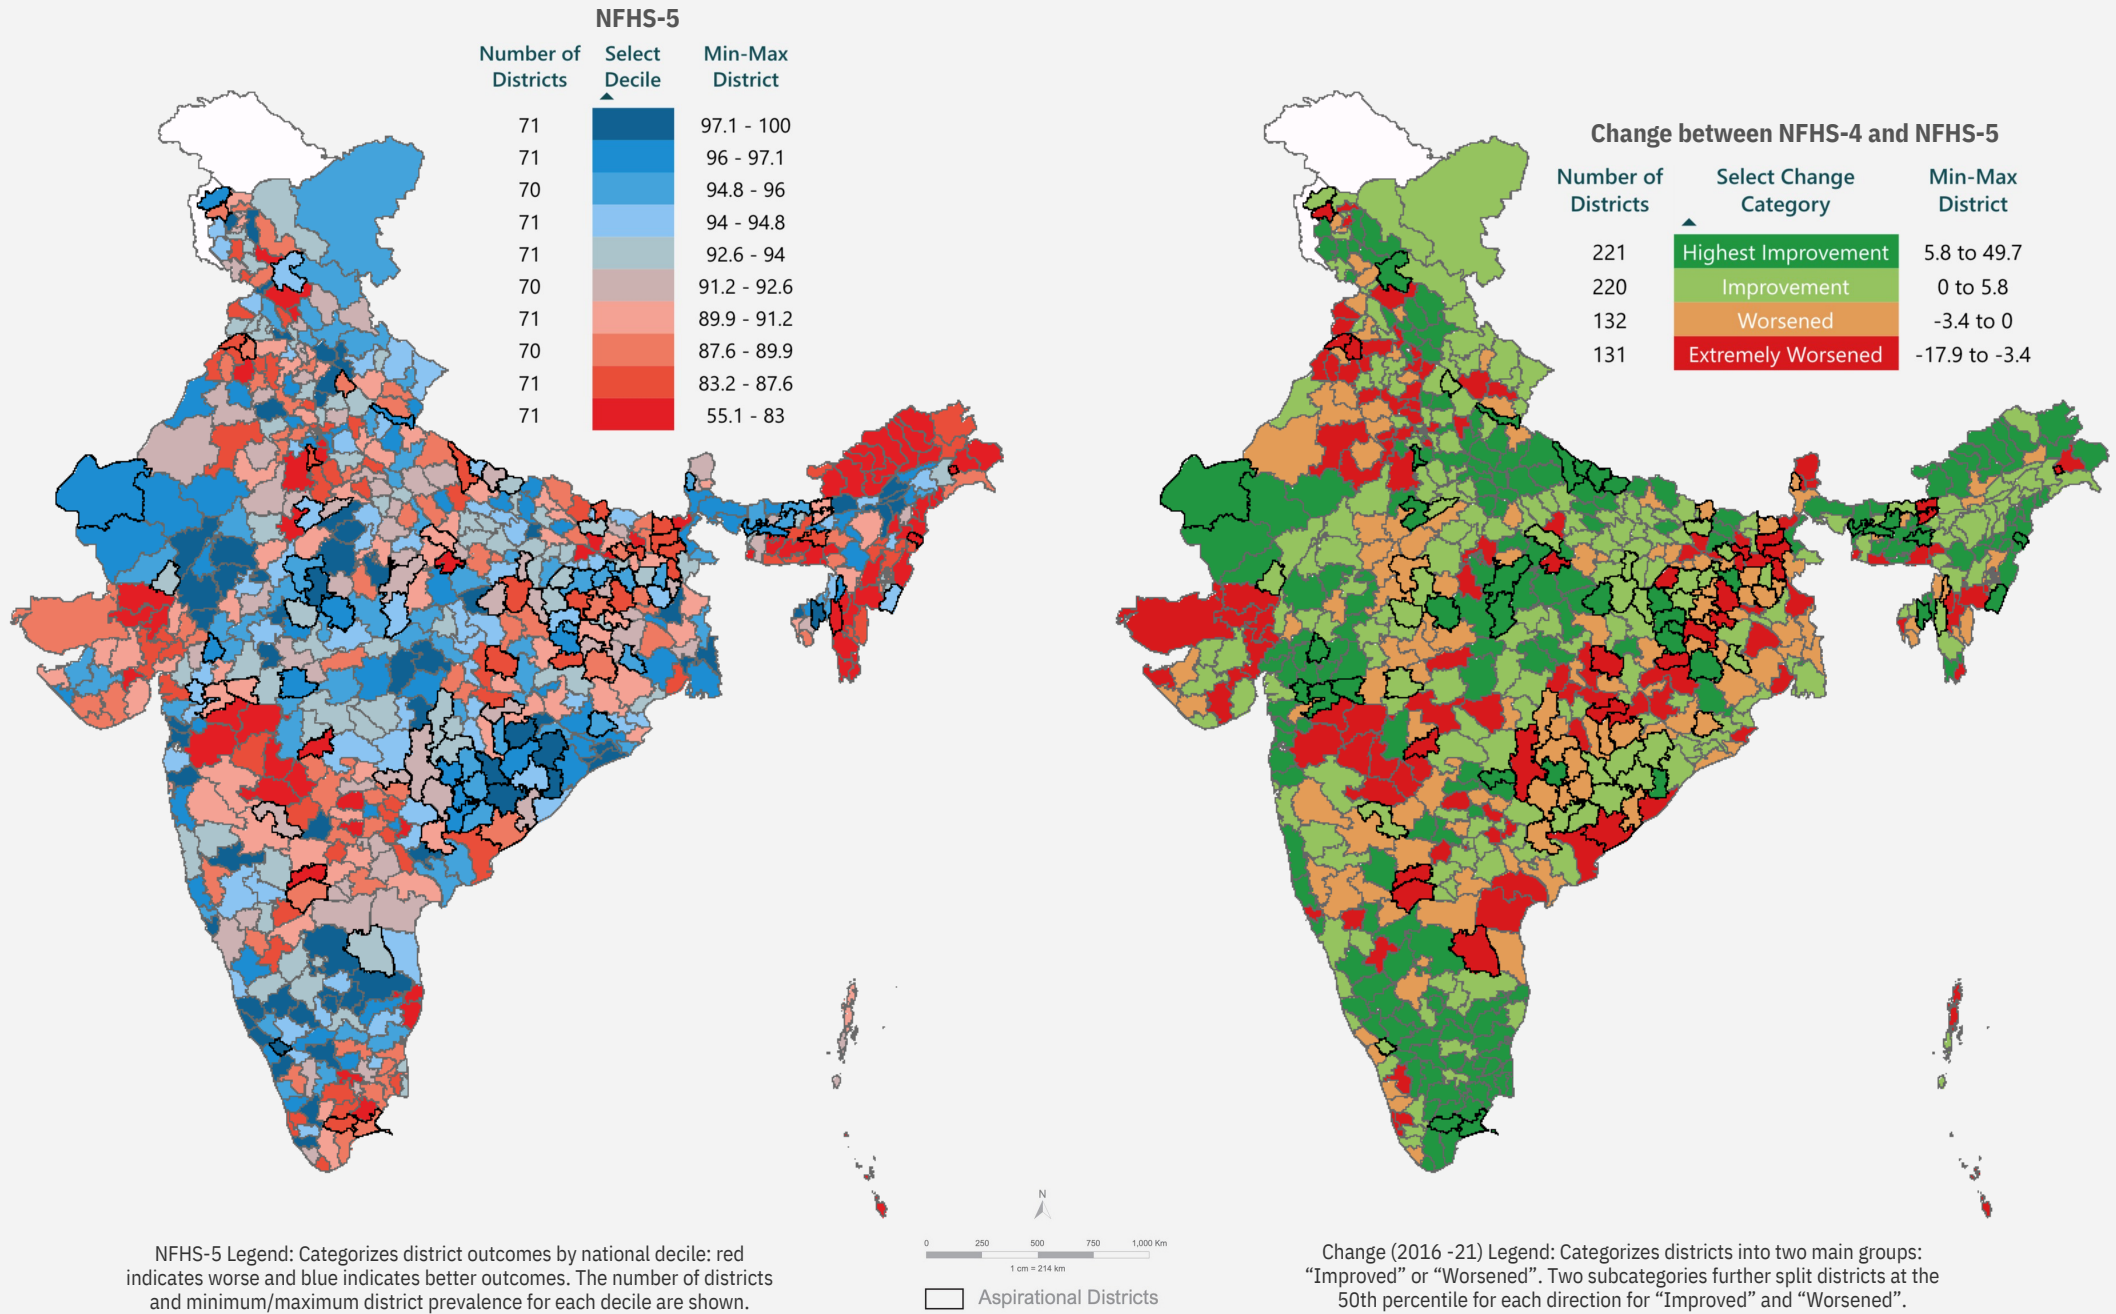 NFHS-5
Number of Districts Select Decile Min-Max District
71 97.1 - 100
71 96 - 97.1
70 94.8 - 96
71 94 - 94.8
71 92.6 - 94
70 91.2 - 92.6
71 89.9 - 91.2
70 87.6 - 89.9
71 83.2 - 87.6
71 55.1 - 83
Change between NFHS-4 and NFHS-5
Number of Districts Select Change Category Min-Max District
221 Highest Improvement 5.8 to 49.7
220 Improvement 0 to 5.8
132 Worsened -3.4 to 0
131 Extremely Worsened -17.9 to -3.4
NFHS-5 Legend: Categorizes district outcomes by national decile: red
indicates worse and blue indicates better outcomes. The number of districts
and minimum/maximum district prevalence for each decile are shown.
N
0 250 500 750 1,000 Km
1 cm = 214 km
Aspirational Districts
Change (2016 -21) Legend: Categorizes districts into two main groups:
“Improved” or “Worsened”. Two subcategories further split districts at the
50th percentile for each direction for “Improved” and “Worsened”.